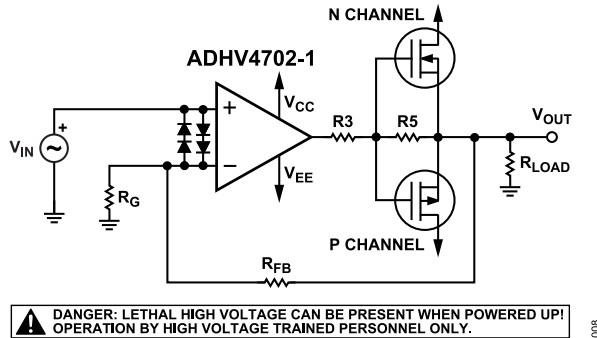 N CHANNEL
ADHV4702-1
+
VCC
R3
R5
VOUT
VIN
+
–
VEE
RG
RLOAD
P CHANNEL
RFB
DANGER: LETHAL HIGH VOLTAGE CAN BE PRESENT WHEN POWERED UP!
OPERATION BY HIGH VOLTAGE TRAINED PERSONNEL ONLY.
008